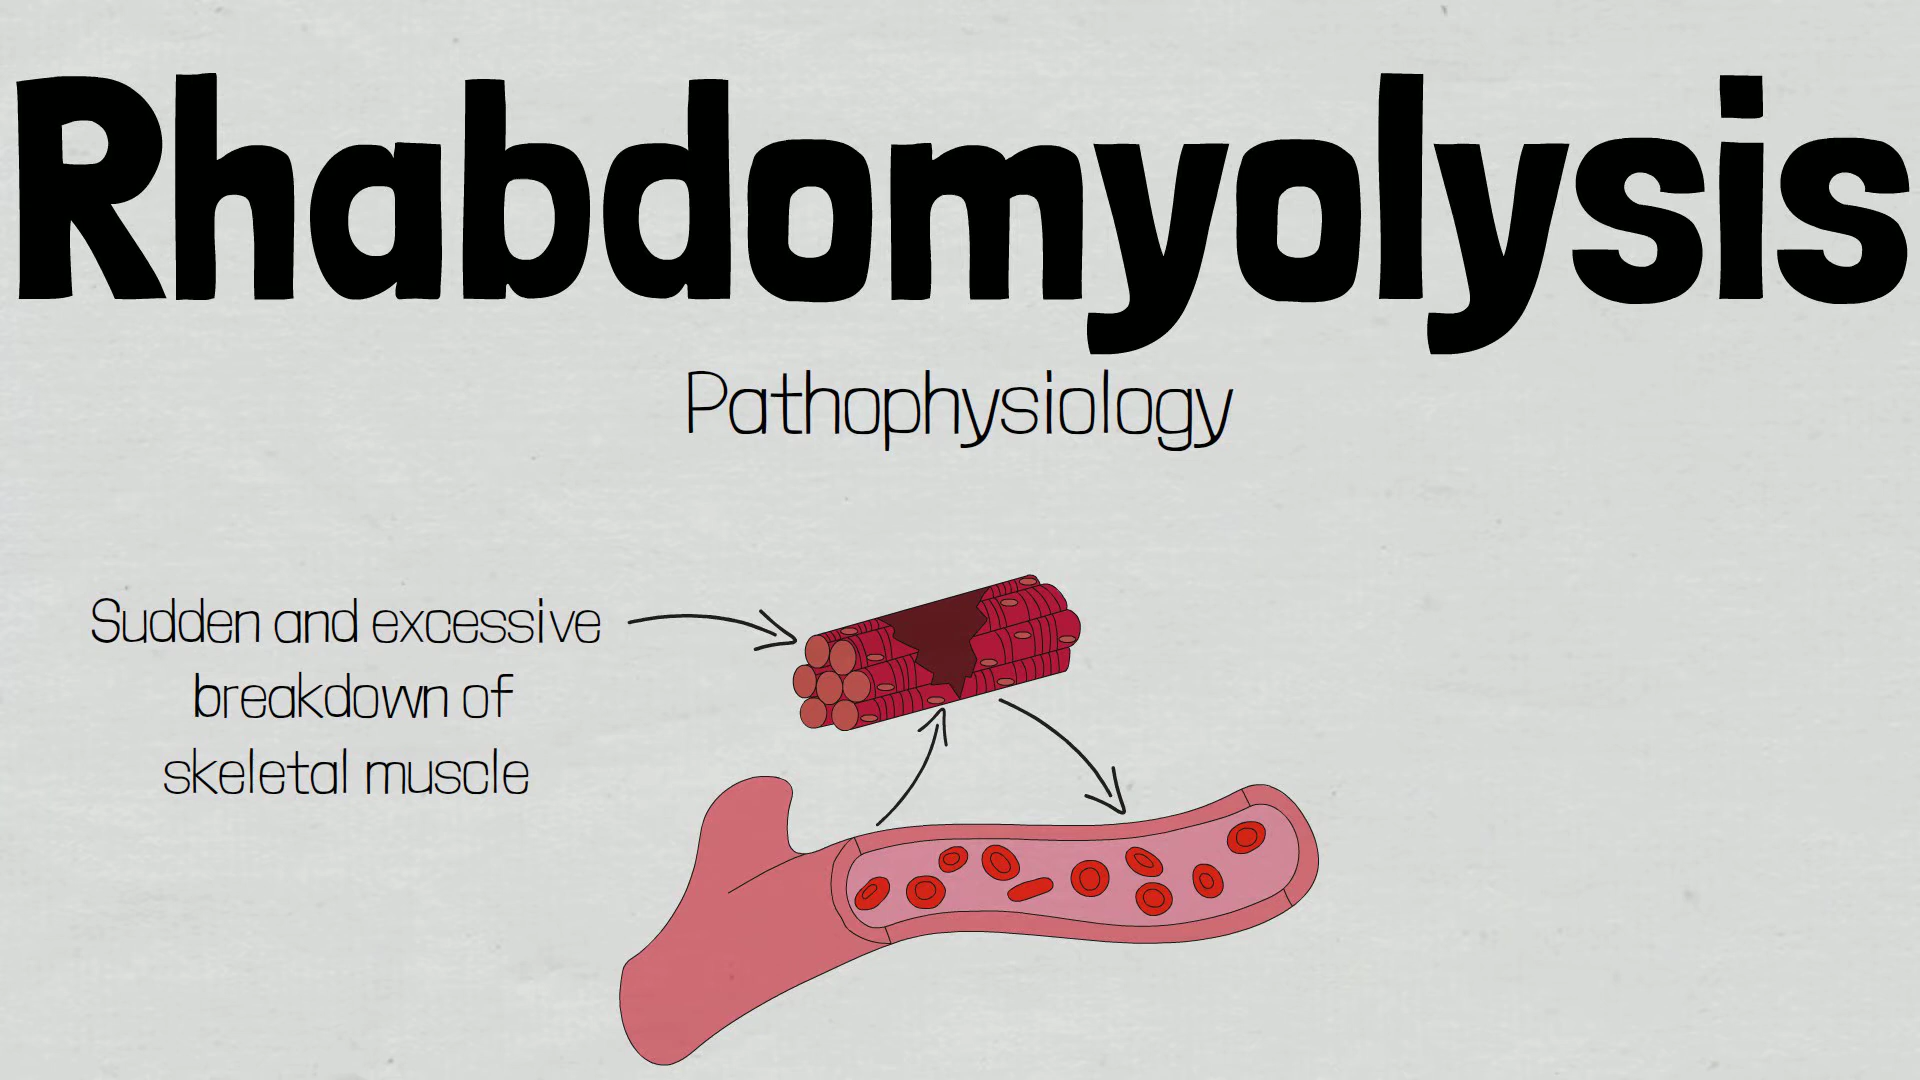 Rhabdomyolysis
Pathophysiology
Sudden and excessive
breakdown of
skeletal muscle